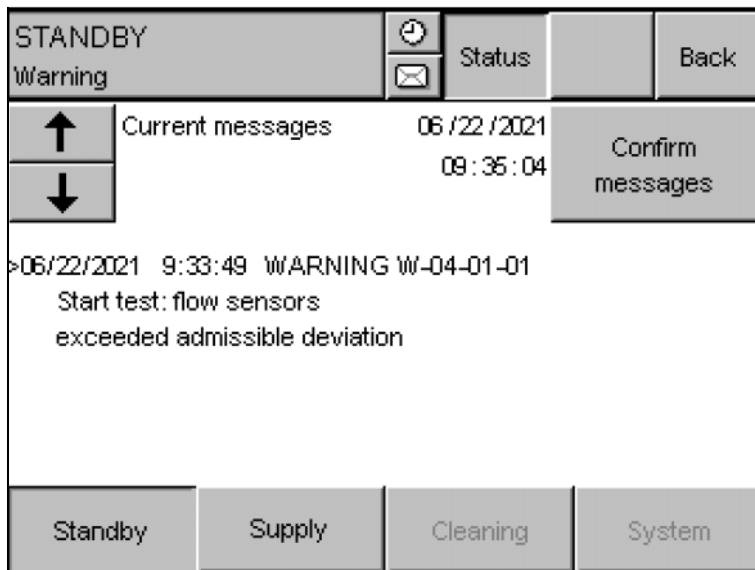 STANDBY
Warning
Status
Back
Current messages
06/22/2021
09:35:04
Confirm
messages
>06/22/2021 9:33:49 WARNING W-04-01-01
Start test: flow sensors
exceeded admissible deviation
Standby
Supply
Cleaning
System